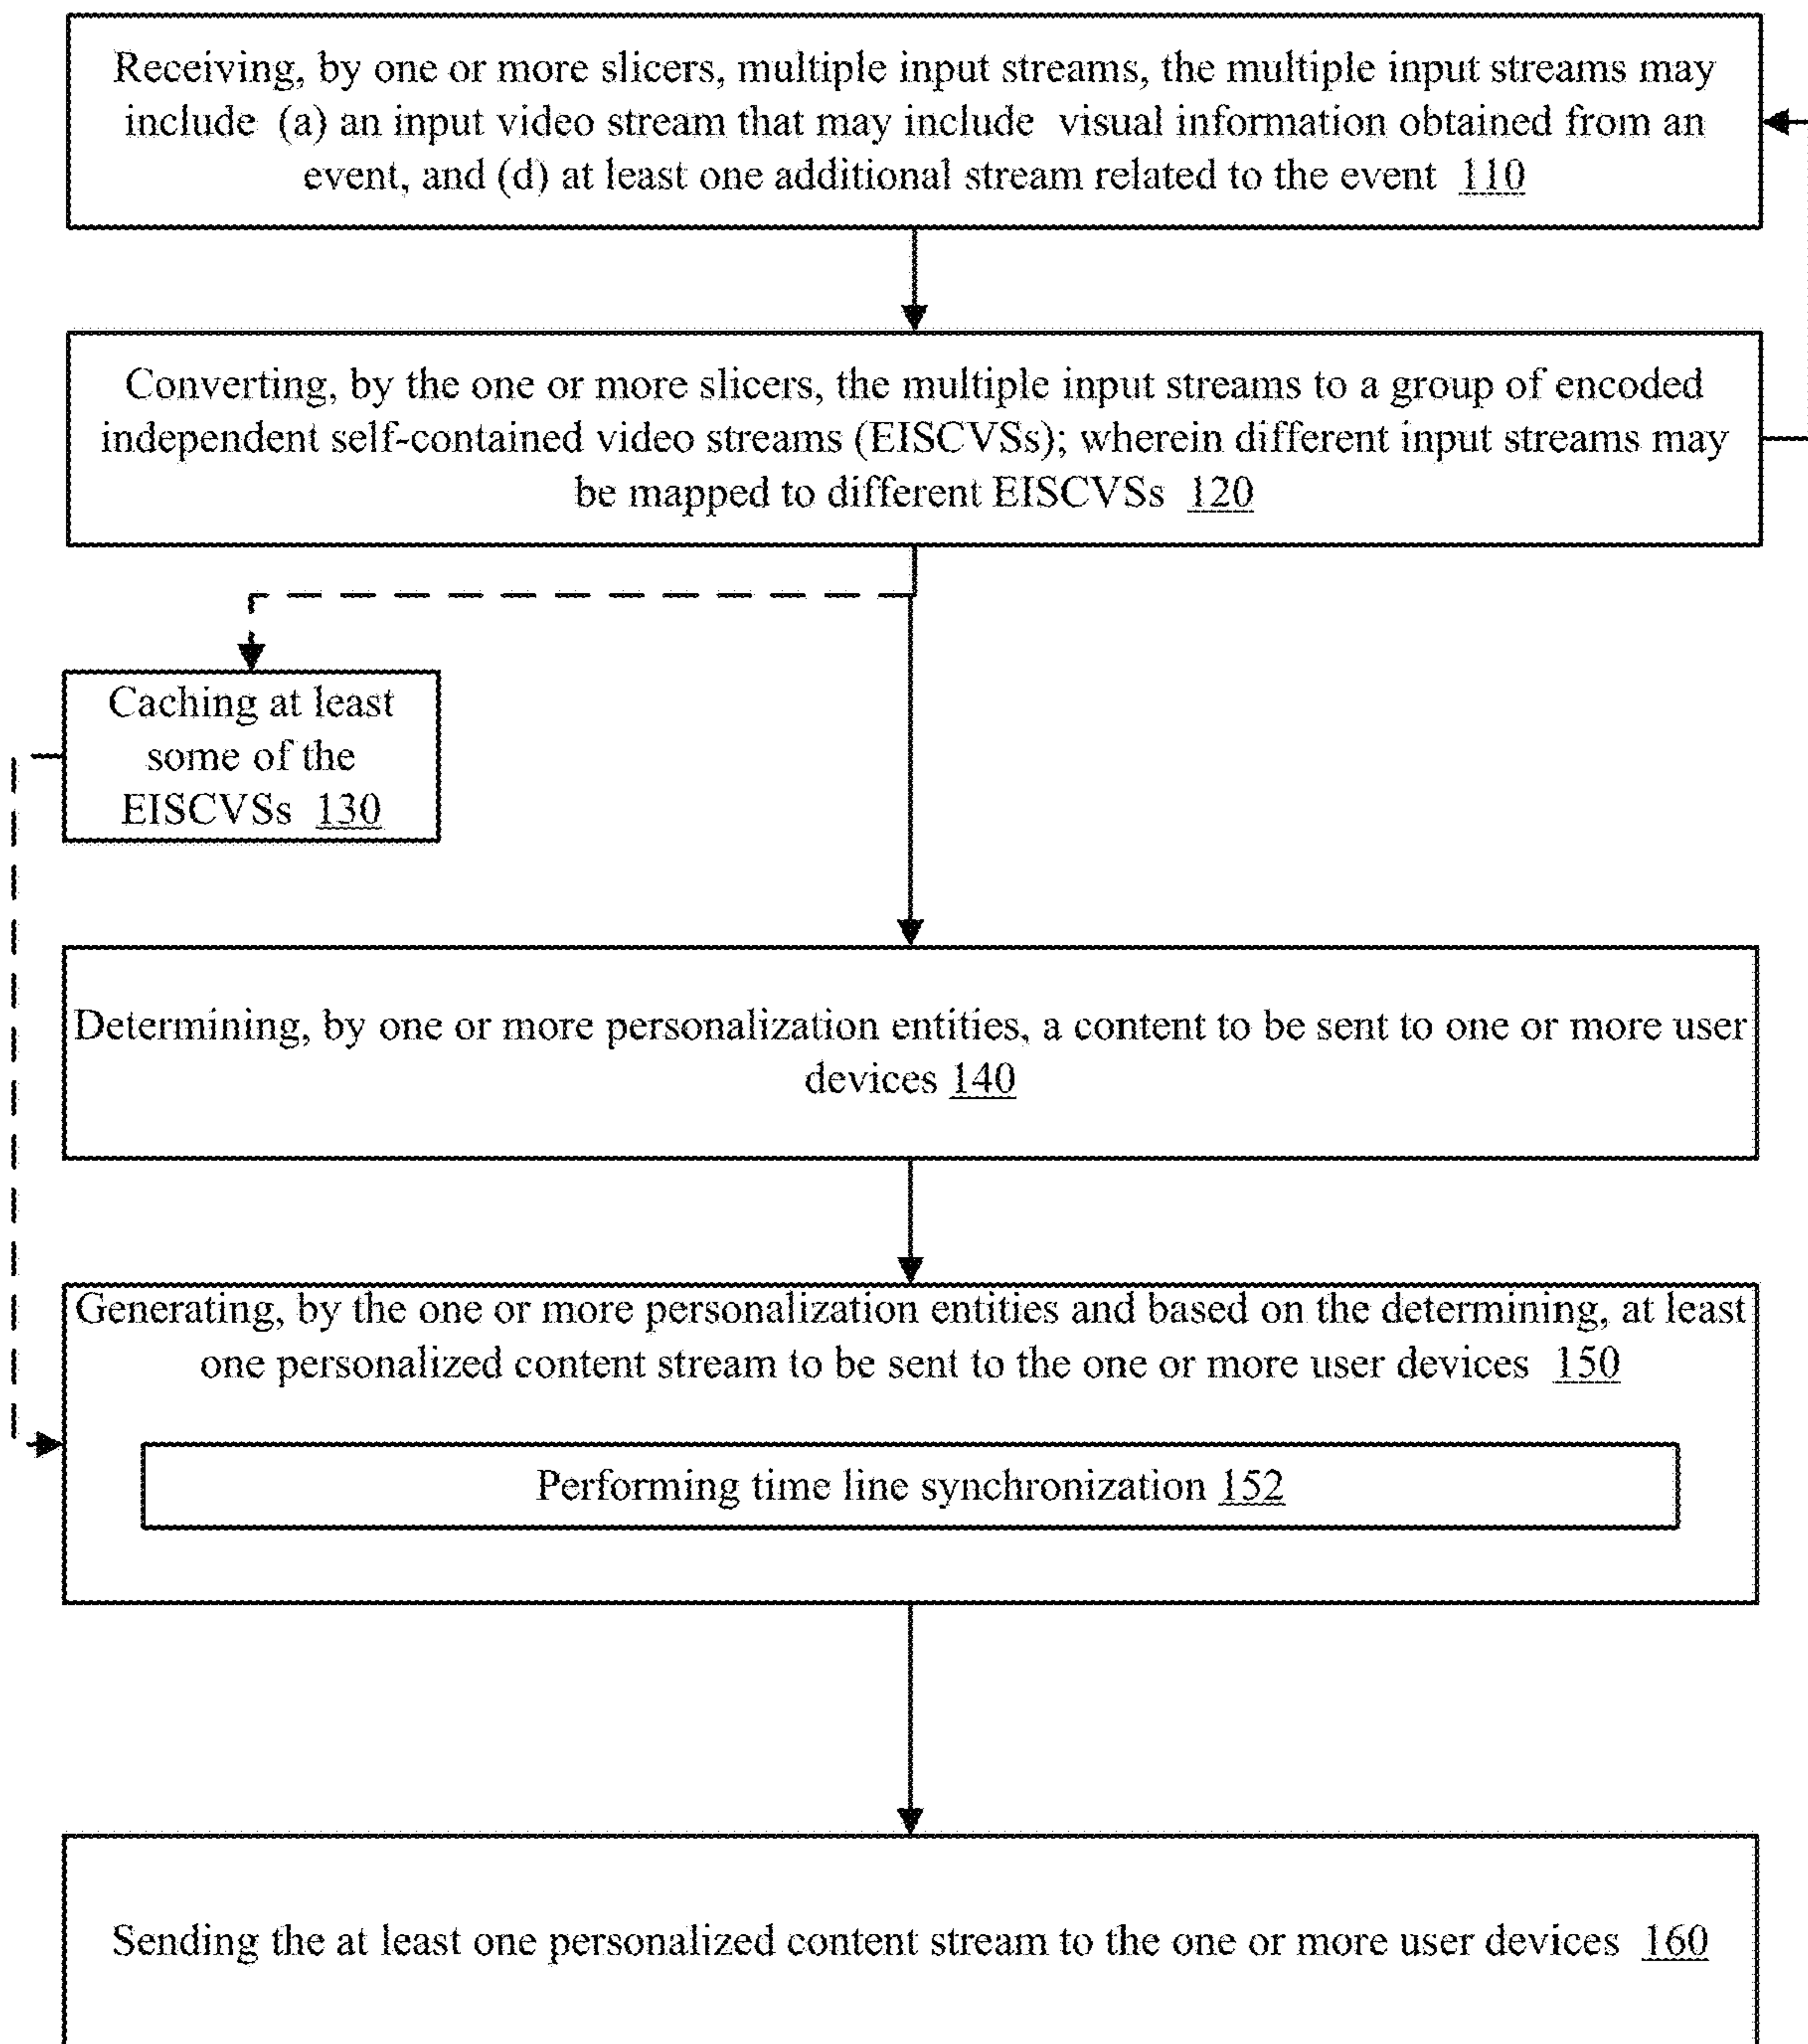 Receiving, by one or more slicers, multiple input streams, the multiple input streams may
include (a) an input video stream that may include visual information obtained from an
event, and (d) at least one additional stream related to the event 110
Converting, by the one or more slicers, the multiple input streams to a group of encoded
independent self-contained video streams (EISCVSs); wherein different input streams may
be mapped to different EISCVSs 120
Caching at least
some of the
EISCVSs 130
Determining, by one or more personalization entities, a content to be sent to one or more user
devices 140
Generating, by the one or more personalization entities and based on the determining, at least
one personalized content stream to be sent to the one or more user devices 150
Performing time line synchronization 152
Sending the at least one personalized content stream to the one or more user devices 160